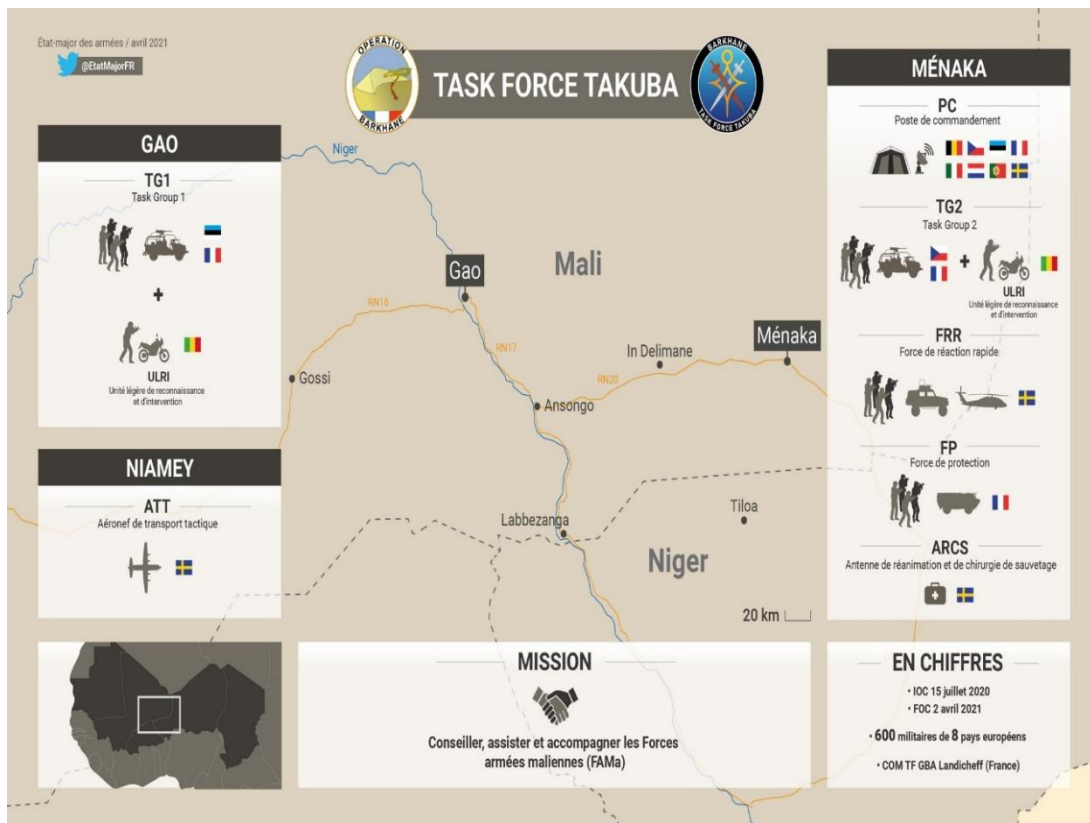 État-major des armées / avril 2021
@EtatMajorFR
OPÉRATION
BARKHANE
TASK FORCE TAKUBA
BARKHANE
TASK FORCE TAKUBA
GAO
TG1
Task Group 1
+
ULRI
Unité légère de reconnaissance
et d'intervention
NIAMEY
ATT
Aéronef de transport tactique
Niger
Mali
Gao
RN16
RN17
Gossi
In Delimane
Ménaka
RN20
Ansongo
Labbezanga
Tiloa
Niger
20 km
MÉNAKA
PC
Poste de commandement
TG2
Task Group 2
+
ULRI
Unité légère de reconnaissance
et d'intervention
FRR
Force de réaction rapide
FP
Force de protection
ARCS
Antenne de réanimation et de chirurgie de sauvetage
MISSION
Conseiller, assister et accompagner les Forces
armées maliennes (FAMa)
EN CHIFFRES
• IOC 15 juillet 2020
• FOC 2 avril 2021
• 600 militaires de 8 pays européens
• COM TF GBA Landicheff (France)